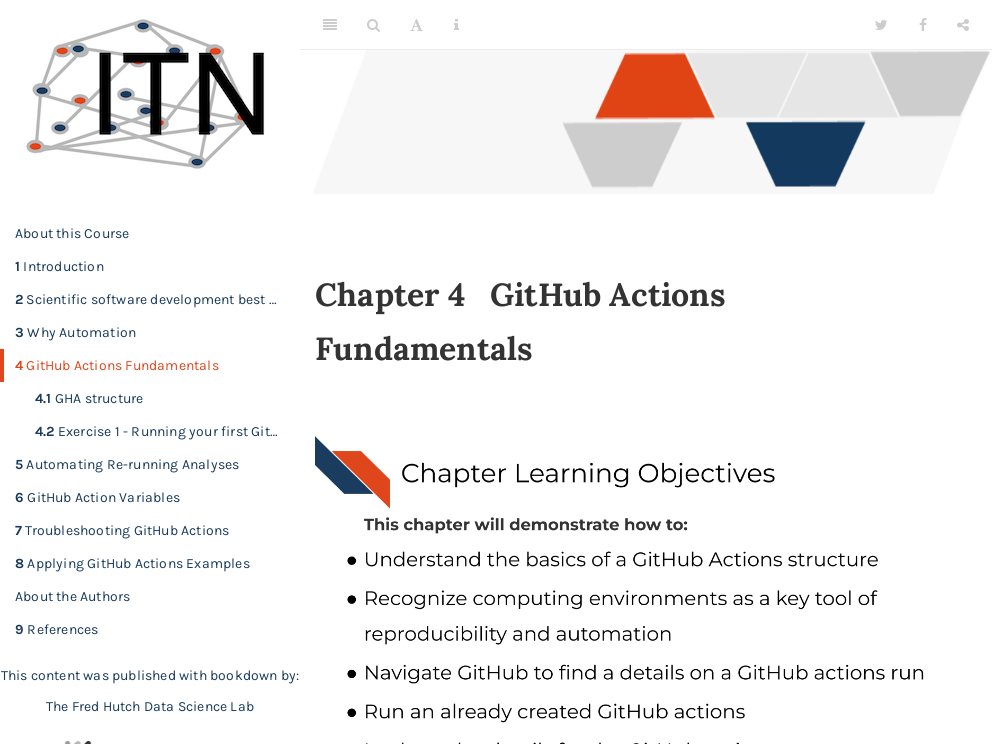 ITN
About this Course
1 Introduction
2 Scientific software development best ...
3 Why Automation
4 GitHub Actions Fundamentals
4.1 GHA structure
4.2 Exercise 1 - Running your first Git...
5 Automating Re-running Analyses
6 GitHub Action Variables
7 Troubleshooting GitHub Actions
8 Applying GitHub Actions Examples
About the Authors
9 References
This content was published with bookdown by:
The Fred Hutch Data Science Lab
A
i
Chapter 4 GitHub Actions
Fundamentals
Chapter Learning Objectives
This chapter will demonstrate how to:
● Understand the basics of a GitHub Actions structure
● Recognize computing environments as a key tool of
reproducibility and automation
● Navigate GitHub to find a details on a GitHub actions run
● Run an already created GitHub actions